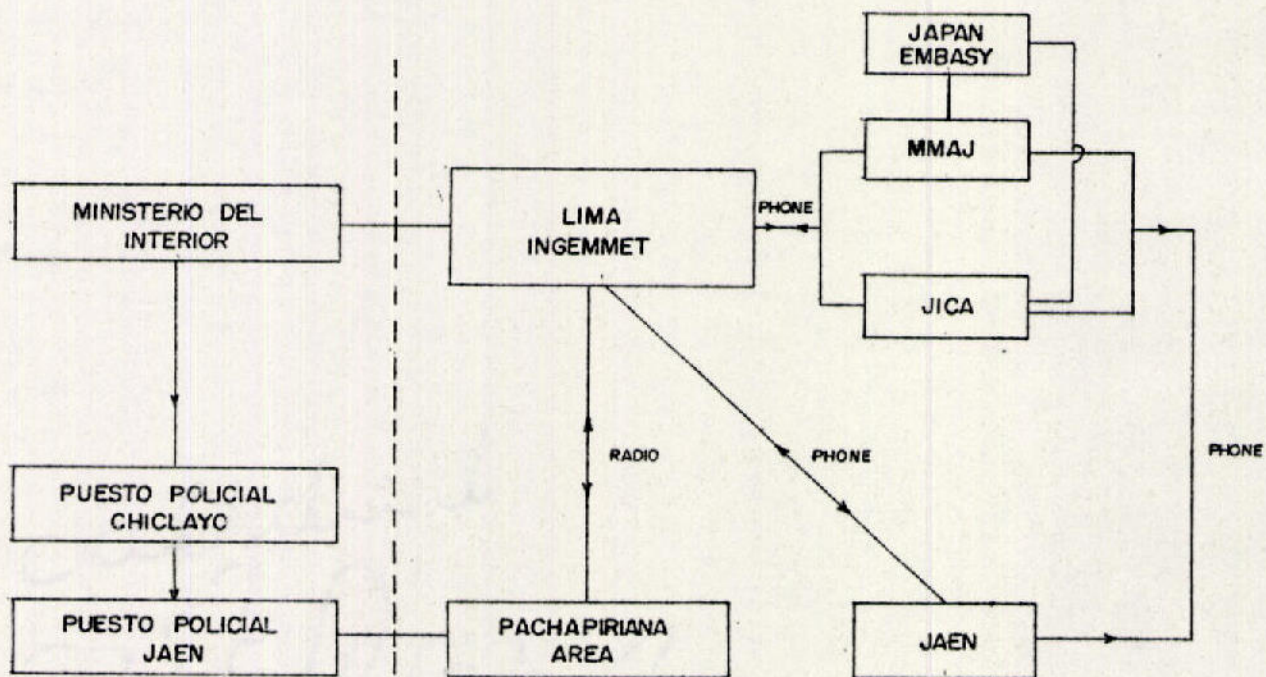 JAPAN
EMBASY
MMAJ
MINISTERIO DEL
INTERIOR
LIMA
INGEMMET
PHONE
JICA
RADIO
PHONE
PHONE
PUESTO POLICIAL
CHICLAYO
PUESTO POLICIAL
JAEN
PACHAPIRIANA
AREA
JAEN